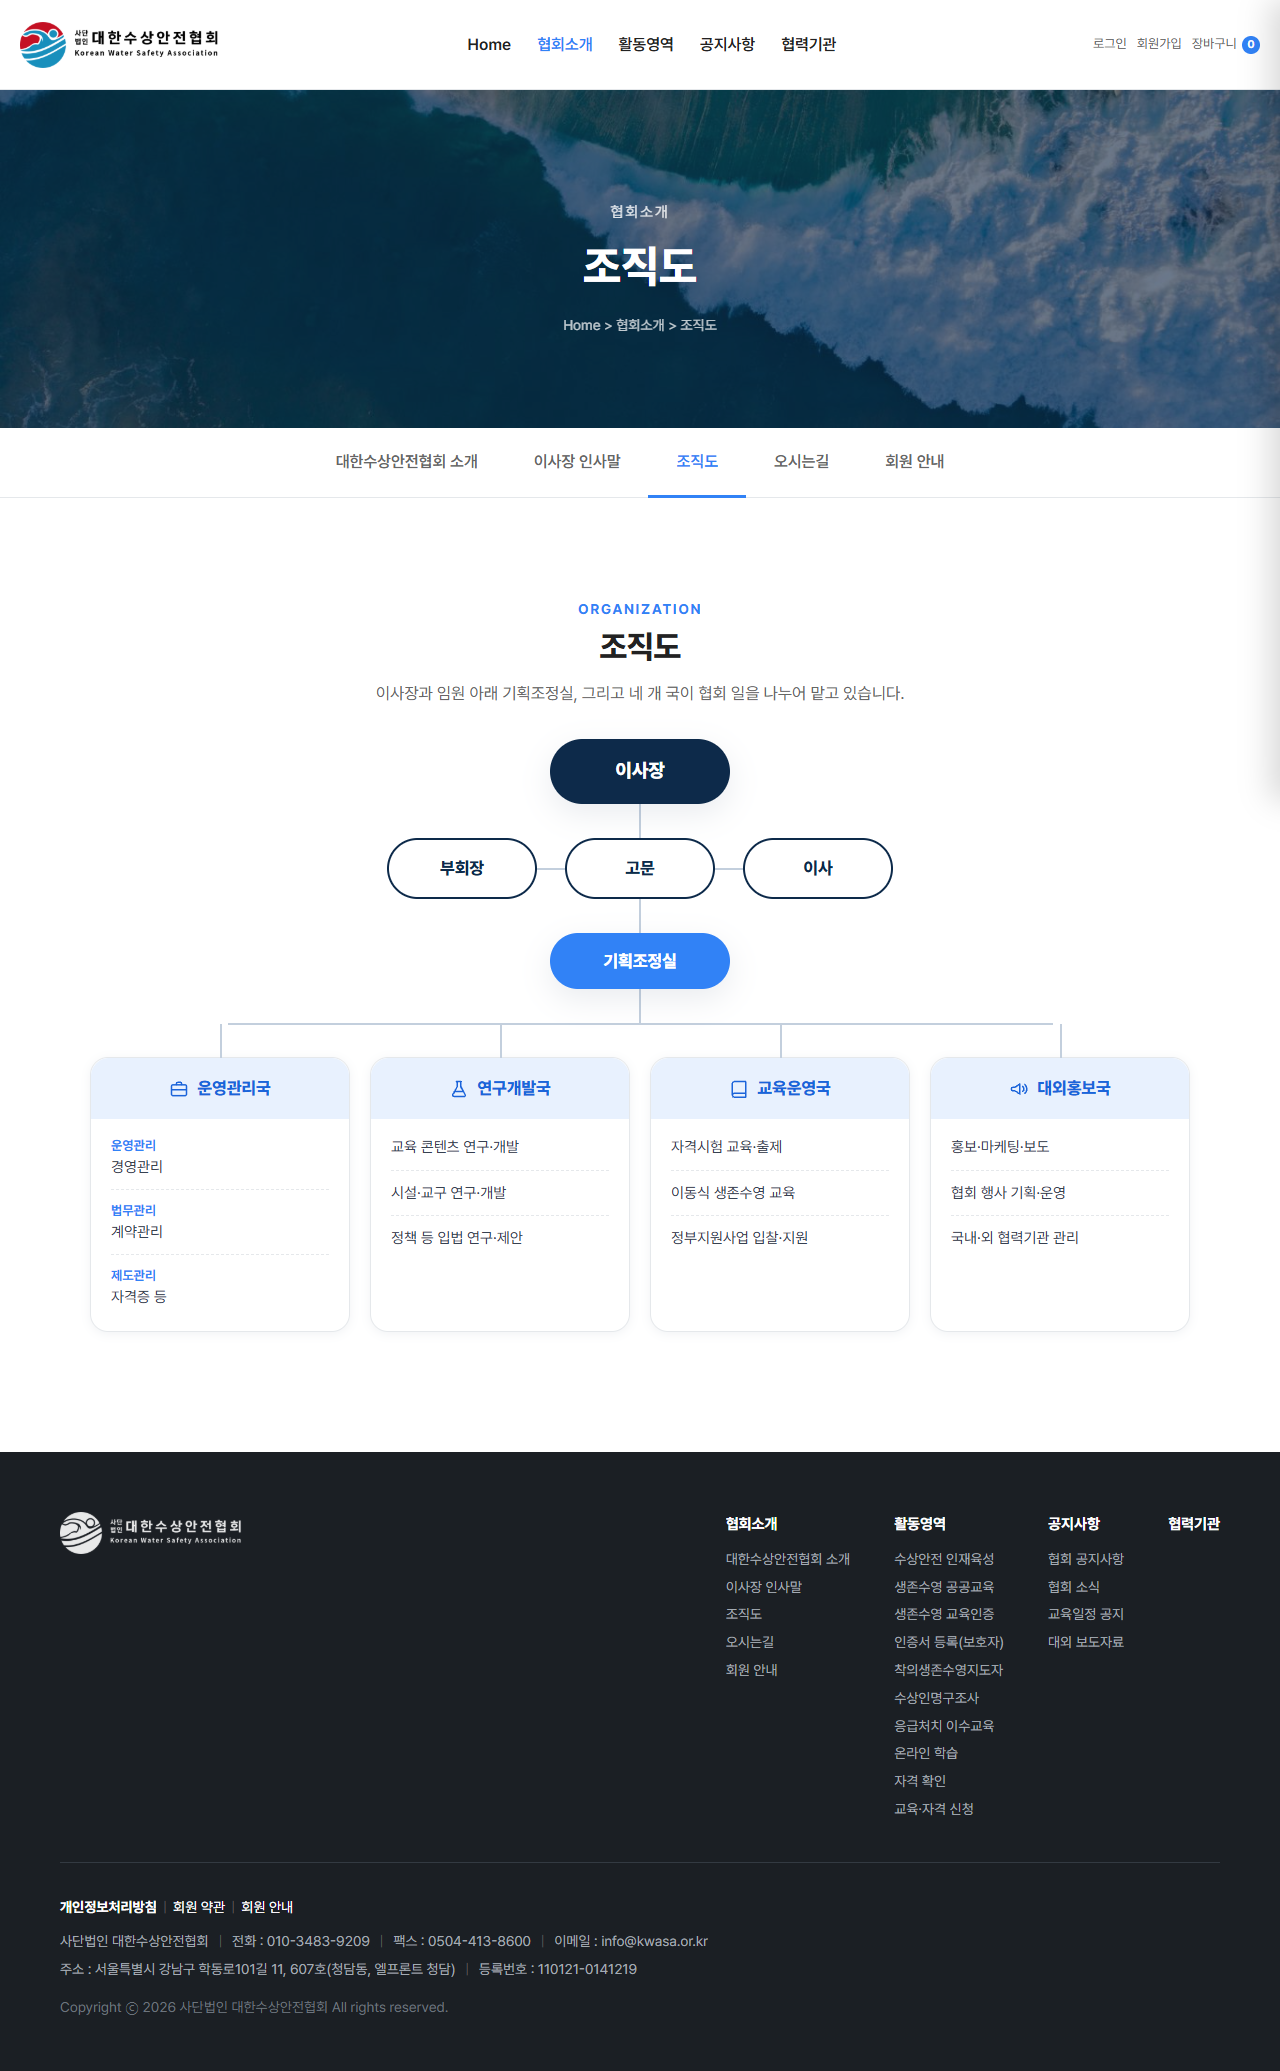 사단법인 대한수상안전협회
Korean Water Safety Association
Home 협회소개 활동영역 공지사항 협력기관
로그인 회원가입 장바구니 0
협회소개
조직도
Home > 협회소개 > 조직도
대한수상안전협회 소개 이사장 인사말 조직도 오시는길 회원 안내
ORGANIZATION
조직도
이사장과 임원 아래 기획조정실, 그리고 네 개 국이 협회 일을 나누어 맡고 있습니다.
이사장
부회장 고문 이사
기획조정실
운영관리국
운영관리
경영관리
법무관리
계약관리
제도관리
자격증 등
연구개발국
교육 콘텐츠 연구·개발
시설·교구 연구·개발
정책 등 입법 연구·제안
교육운영국
자격시험 교육·출제
이동식 생존수영 교육
정부지원사업 입찰·지원
대외홍보국
홍보·마케팅·보도
협회 행사 기획·운영
국내·외 협력기관 관리
사단법인 대한수상안전협회
Korean Water Safety Association
협회소개
대한수상안전협회 소개
이사장 인사말
조직도
오시는길
회원 안내
활동영역
수상안전 인재육성
생존수영 공공교육
생존수영 교육인증
인증서 등록(보호자)
착의생존수영지도자
수상인명구조사
응급처치 이수교육
온라인 학습
자격 확인
교육·자격 신청
공지사항
협회 공지사항
협회 소식
교육일정 공지
대외 보도자료
협력기관
개인정보처리방침 | 회원 약관 | 회원 안내
사단법인 대한수상안전협회 | 전화 : 010-3483-9209 | 팩스 : 0504-413-8600 | 이메일 : info@kwasa.or.kr
주소 : 서울특별시 강남구 학동로101길 11, 607호(청담동, 엘프론트 청담) | 등록번호 : 110121-0141219
Copyright ⓒ 2026 사단법인 대한수상안전협회 All rights reserved.